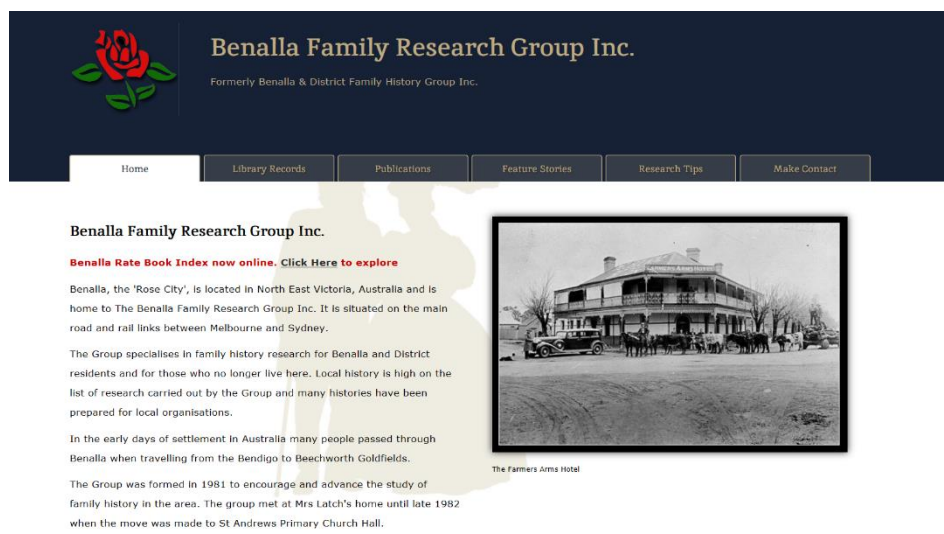 Benalla Family Research Group Inc.
Formerly Benalla & District Family History Group Inc.
Home
Library Records
Publications
Feature Stories
Research Tips
Make Contact
Benalla Family Research Group Inc.
Benalla Rate Book Index now online. Click Here to explore
Benalla, the 'Rose City', is located in North East Victoria, Australia and is
home to The Benalla Family Research Group Inc. It is situated on the main
road and rail links between Melbourne and Sydney.
The Group specialises in family history research for Benalla and District
residents and for those who no longer live here. Local history is high on the
list of research carried out by the Group and many histories have been
prepared for local organisations.
In the early days of settlement in Australia many people passed through
Benalla when travelling from the Bendigo to Beechworth Goldfields.
The Group was formed in 1981 to encourage and advance the study of
family history in the area. The group met at Mrs Latch's home until late 1982
when the move was made to St Andrews Primary Church Hall.
FARMERS ARMS HOTEL
The Farmers Arms Hotel